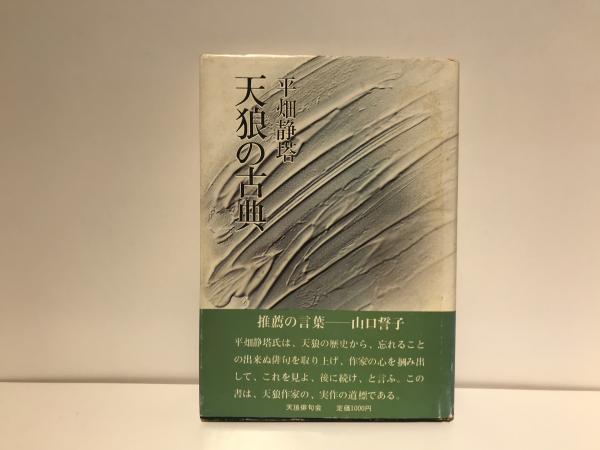 天狼の古典
平畑静塔
推薦の言葉――山口誓子
平畑静塔氏は、天狼の歴史から、忘れること
の出来ぬ俳句を取り上げ、作家の心を掴み出
して、これを見よ、後に続け、と言ふ。この
書は、天狼作家の、実作の道標である。
天狼俳句会 定価1000円